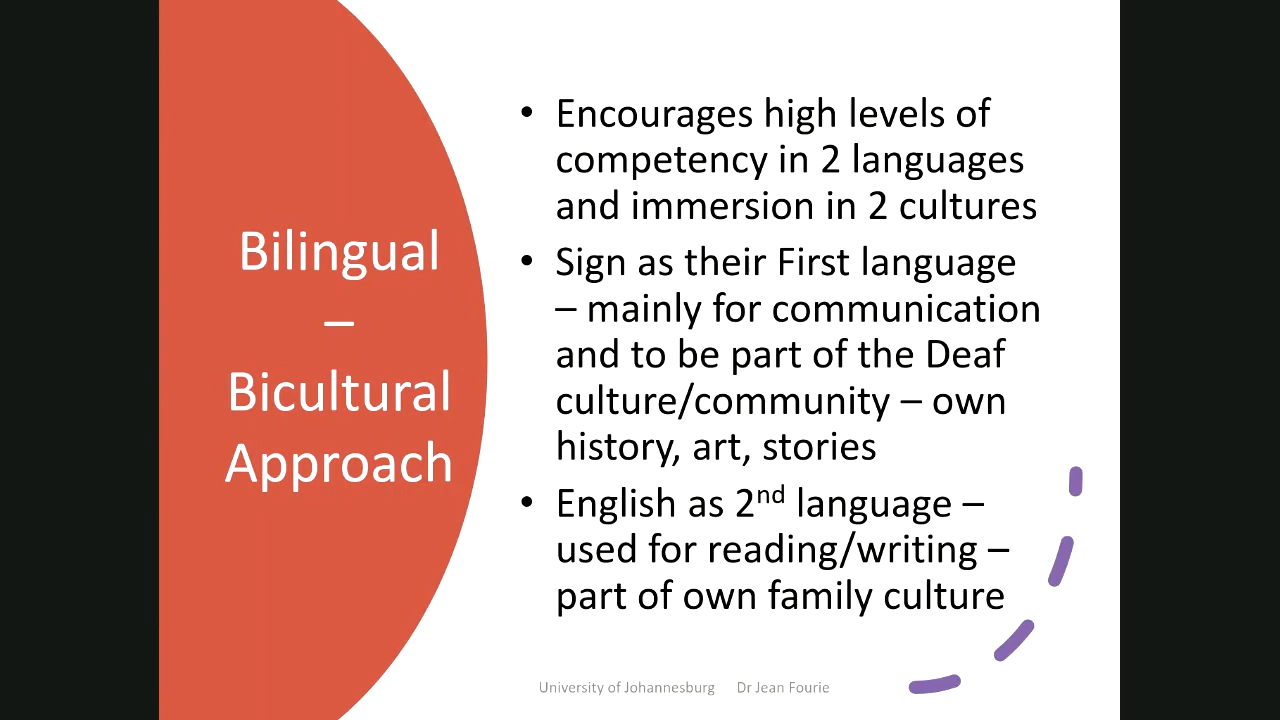 Bilingual
–
Bicultural
Approach
• Encourages high levels of
competency in 2 languages
and immersion in 2 cultures
• Sign as their First language
– mainly for communication
and to be part of the Deaf
culture/community – own
history, art, stories
• English as 2nd language –
used for reading/writing –
part of own family culture
University of Johannesburg Dr Jean Fourie